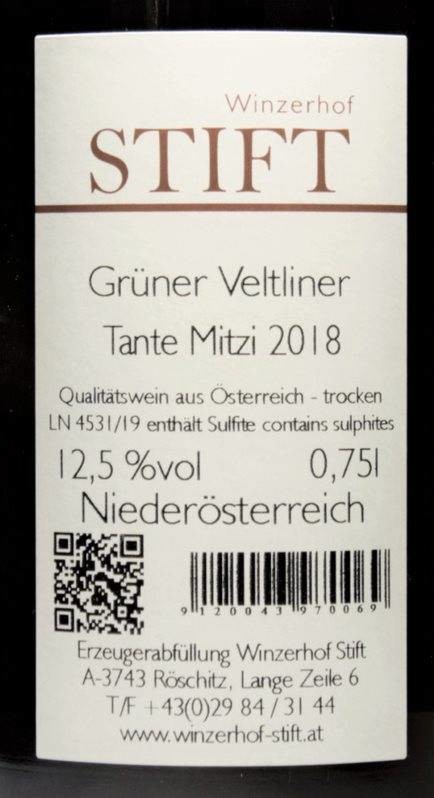 Winzerhof
STIFT
Grüner Veltliner
Tante Mitzi 2018
Qualitätswein aus Österreich - trocken
LN 4531/19 enthält Sulfite contains sulphites
12,5 %vol 0,75l
Niederösterreich
9 120043 970069
Erzeugerabfüllung Winzerhof Stift
A-3743 Röschitz, Lange Zeile 6
T/F +43(0)29 84 / 31 44
www.winzerhof-stift.at